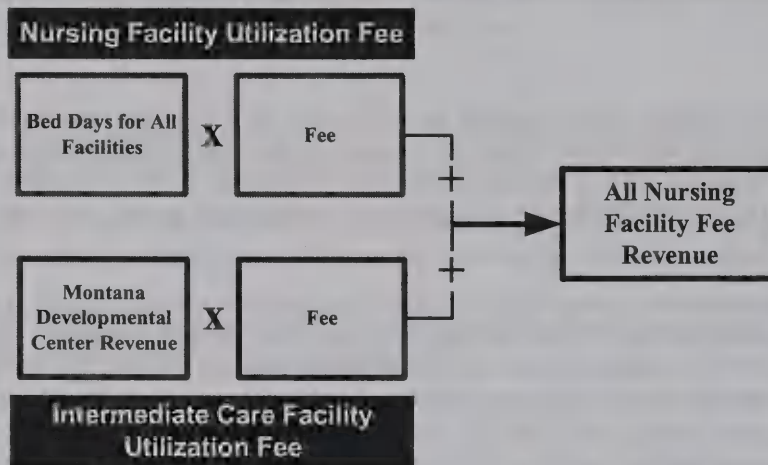 Nursing Facility Utilization Fee
Bed Days for All
Facilities
X
Fee
+
All Nursing
Facility Fee
Revenue
+
Montana
Developmental
Center Revenue
X
Fee
Intermediate Care Facility
Utilization Fee